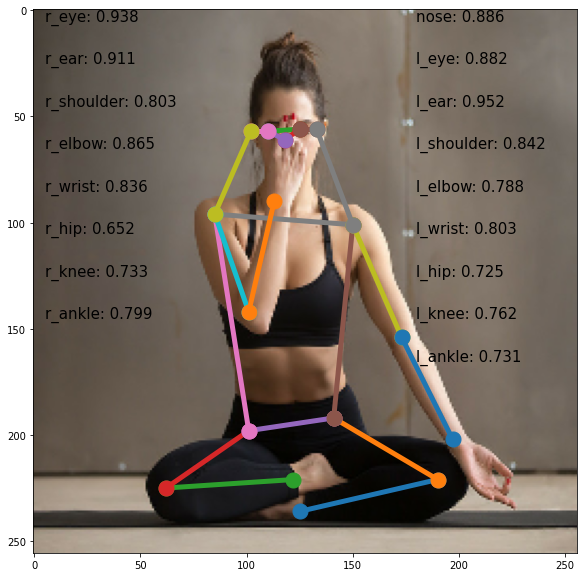 r_eye: 0.938
r_ear: 0.911
r_shoulder: 0.803
r_elbow: 0.865
r_wrist: 0.836
r_hip: 0.652
r_knee: 0.733
r_ankle: 0.799
nose: 0.886
l_eye: 0.882
l_ear: 0.952
l_shoulder: 0.842
l_elbow: 0.788
l_wrist: 0.803
l_hip: 0.725
l_knee: 0.762
l_ankle: 0.731
0
50
100
150
200
250
0 50 100 150 200 250